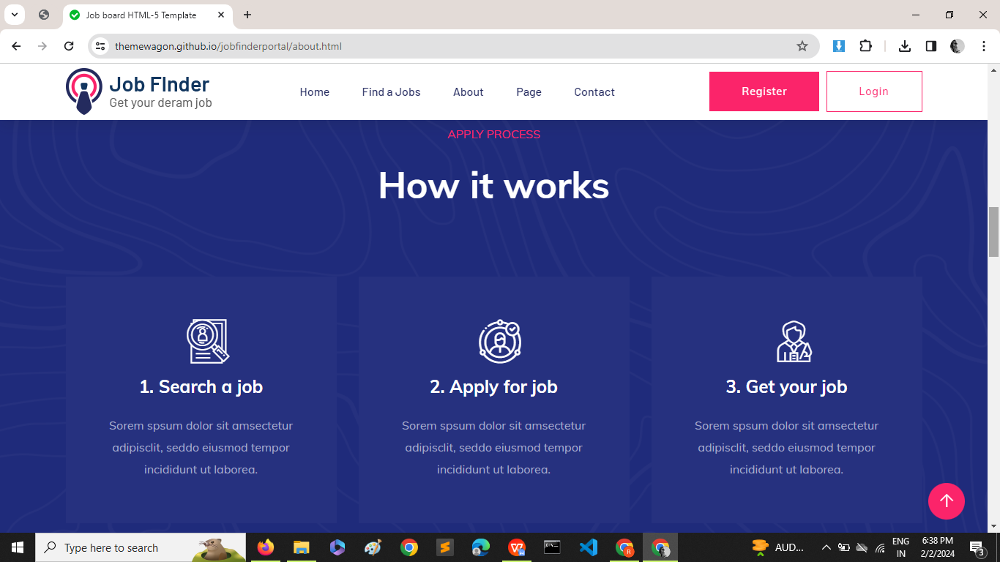 Job board HTML-5 Template
themewagon.github.io/jobfinderportal/about.html
Job FInder
Get your deram job
Home Find a Jobs About Page Contact
Register Login
APPLY PROCESS
How it works
1. Search a job
Sorem spsum dolor sit amsectetur
adipisclit, seddo eiusmod tempor
incididunt ut laborea.
2. Apply for job
Sorem spsum dolor sit amsectetur
adipisclit, seddo eiusmod tempor
incididunt ut laborea.
3. Get your job
Sorem spsum dolor sit amsectetur
adipisclit, seddo eiusmod tempor
incididunt ut laborea.
Type here to search
AUD...
ENG
IN
6:38 PM
2/2/2024
3